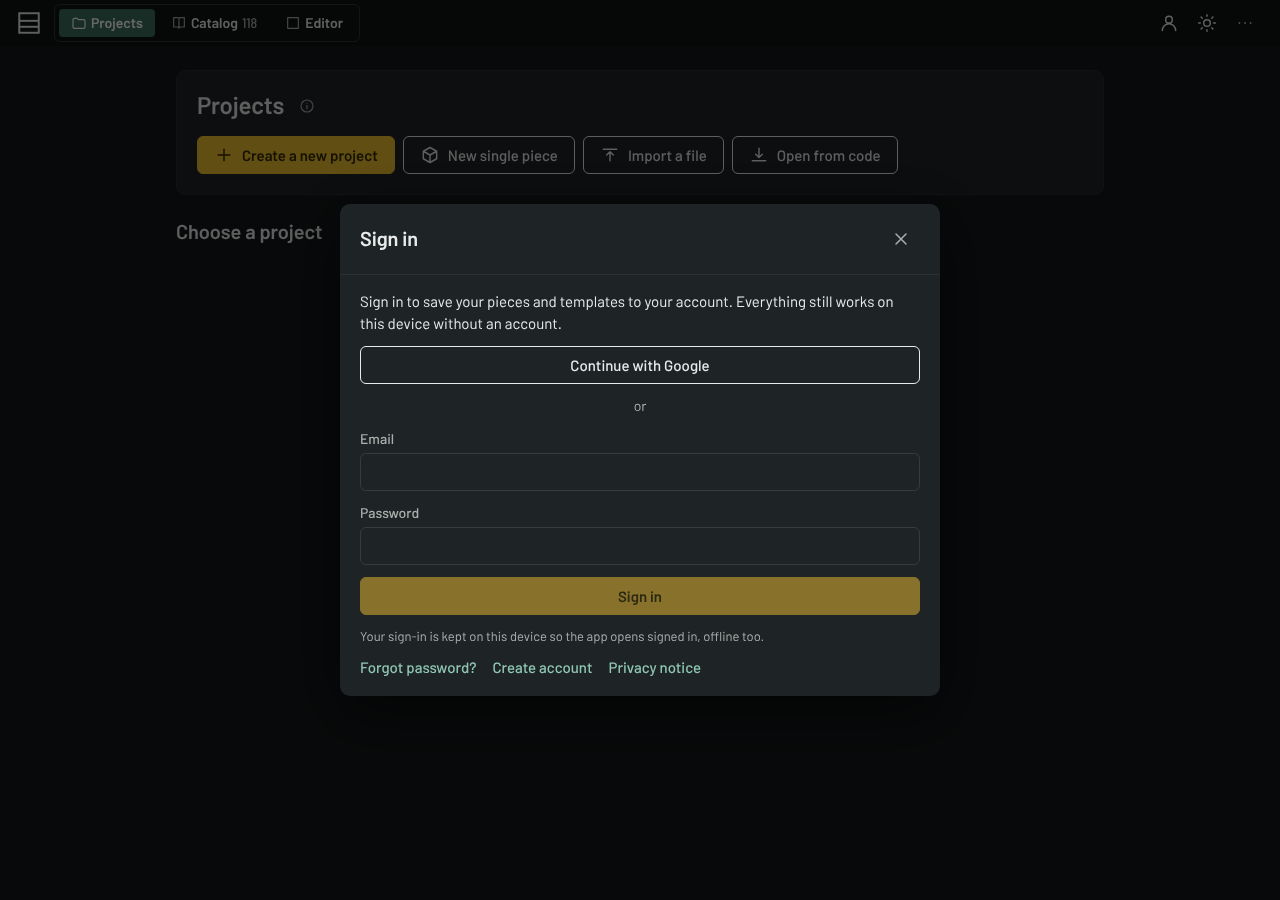 Projects
Catalog 118
Editor
Projects
Create a new project
New single piece
Import a file
Open from code
Choose a project
Sign in
Sign in to save your pieces and templates to your account. Everything still works on
this device without an account.
Continue with Google
or
Email
Password
Sign in
Your sign-in is kept on this device so the app opens signed in, offline too.
Forgot password?
Create account
Privacy notice